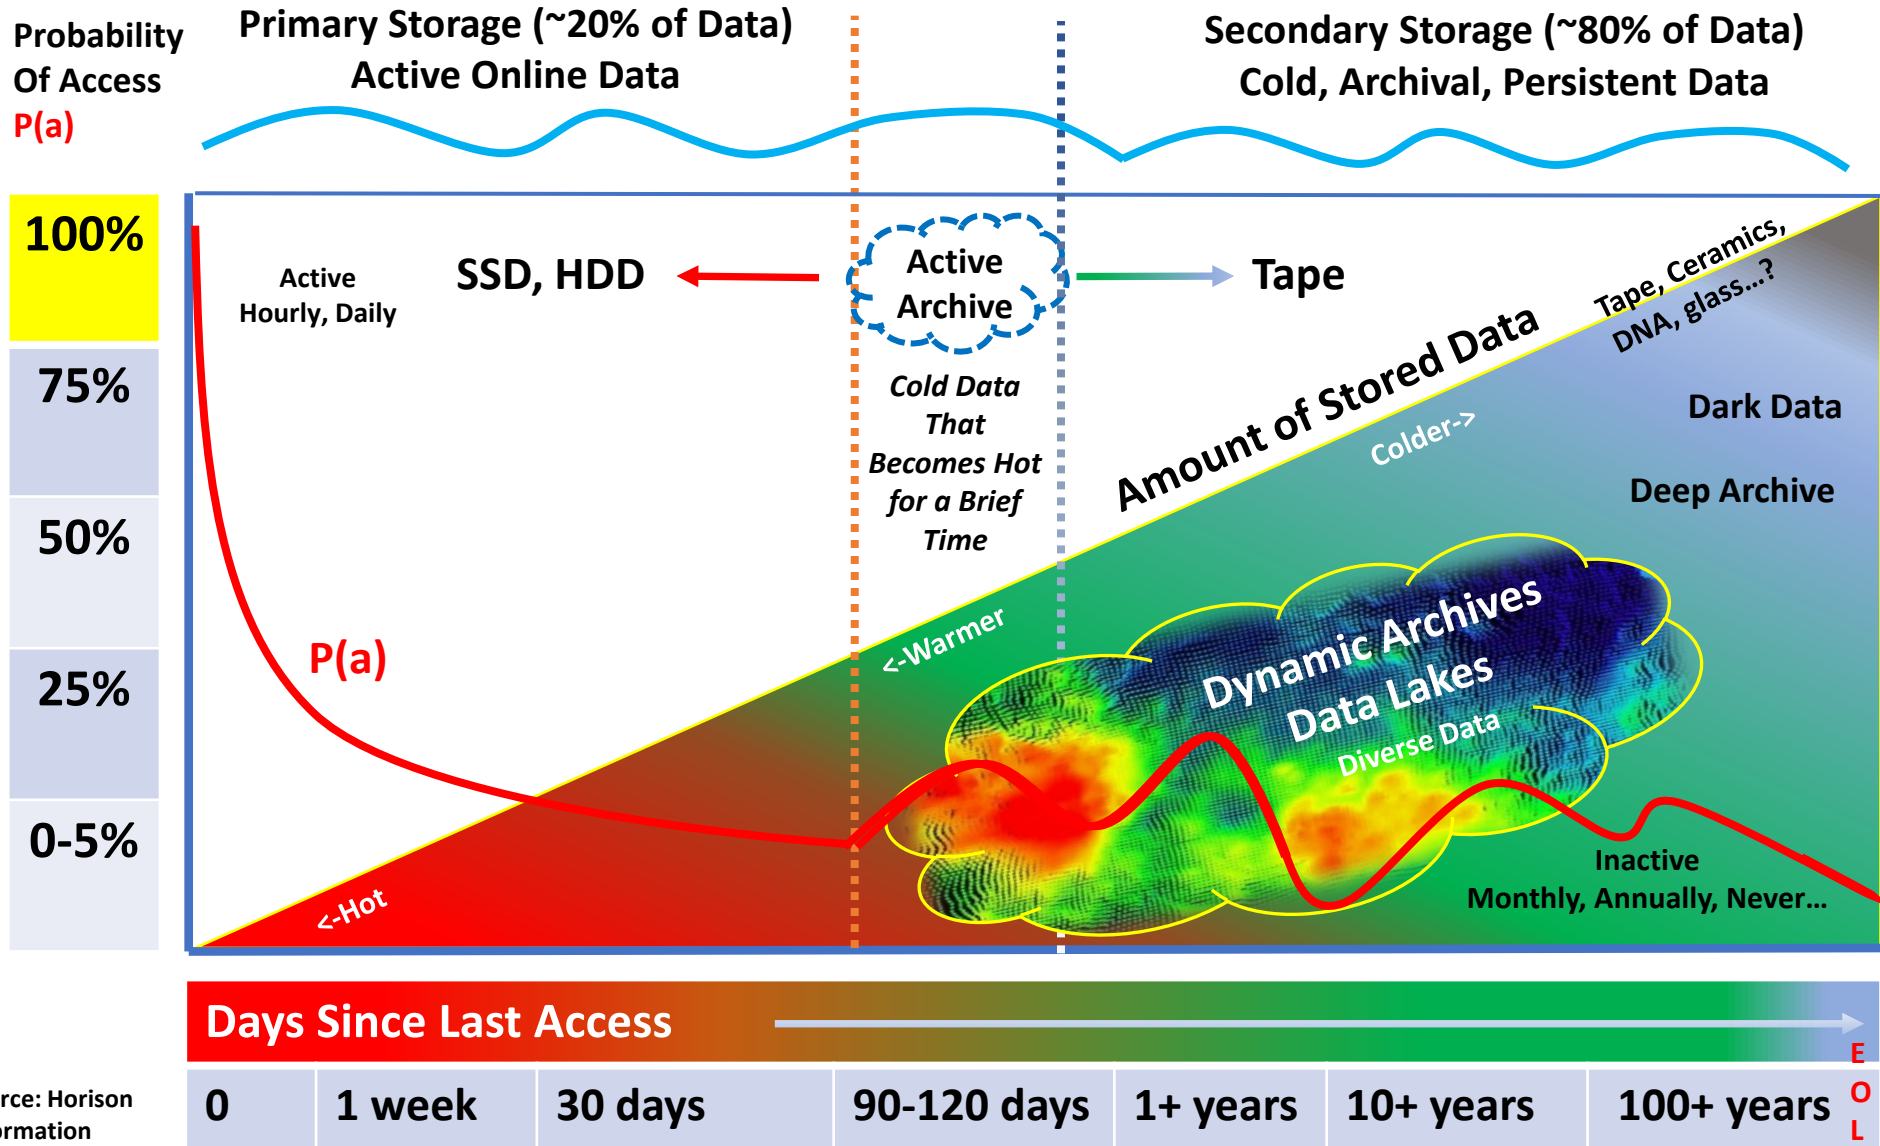 Probability
Of Access
P(a)
Primary Storage (~20% of Data)
Active Online Data
Secondary Storage (~80% of Data)
Cold, Archival, Persistent Data
100%
75%
50%
25%
0-5%
Active
Hourly, Daily
SSD, HDD
Active
Archive
Tape
Cold Data
That
Becomes Hot
for a Brief
Time
Amount of Stored Data
Tape, Ceramics,
DNA, glass...?
Colder->
Dark Data
Deep Archive
<-Warmer
P(a)
Dynamic Archives
Data Lakes
Diverse Data
<-Hot
Inactive
Monthly, Annually, Never...
Days Since Last Access
0
1 week
30 days
90-120 days
1+ years
10+ years
100+ years
E
O
L
rce: Horison
ormation